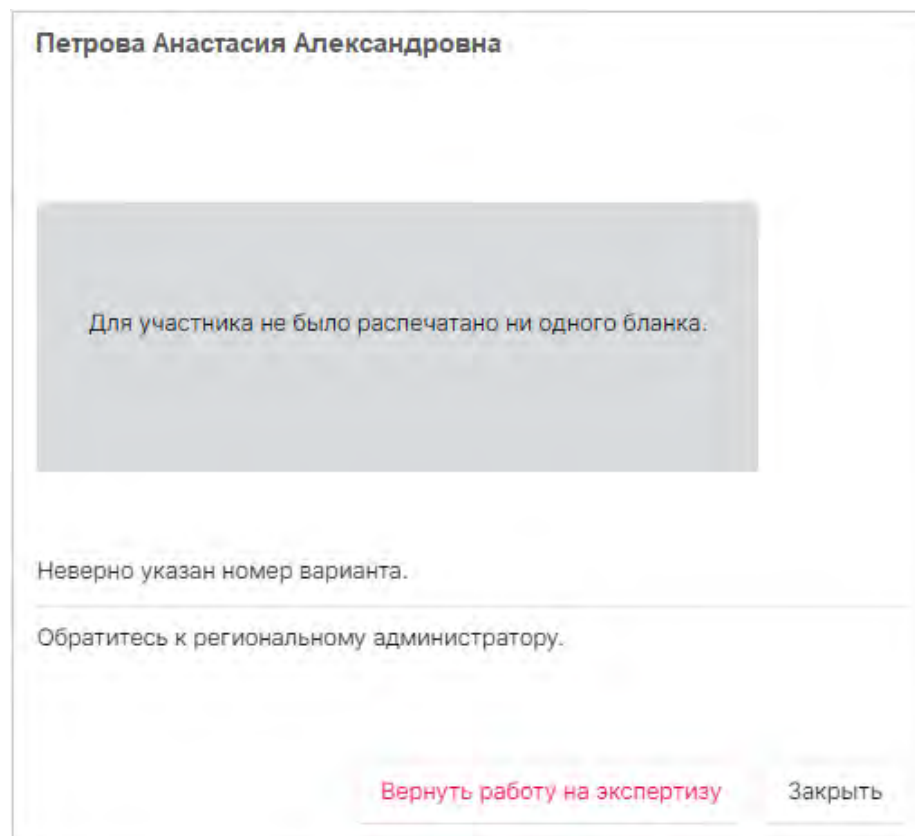 Петрова Анастасия Александровна
Для участника не было распечатано ни одного бланка.
Неверно указан номер варианта.
Обратитесь к региональному администратору.
Вернуть работу на экспертизу Закрыть